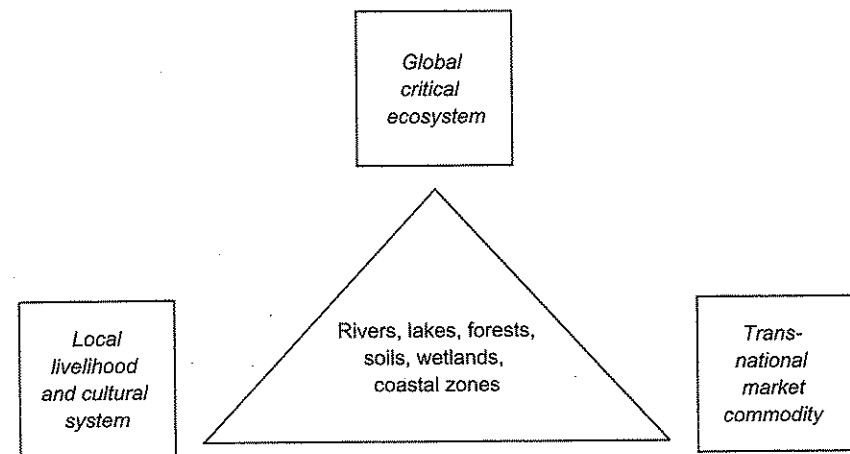 Global
critical
ecosystem
Rivers, lakes, forests,
soils, wetlands,
coastal zones
Local
livelihood
and cultural
system
Trans-
national
market
commodity